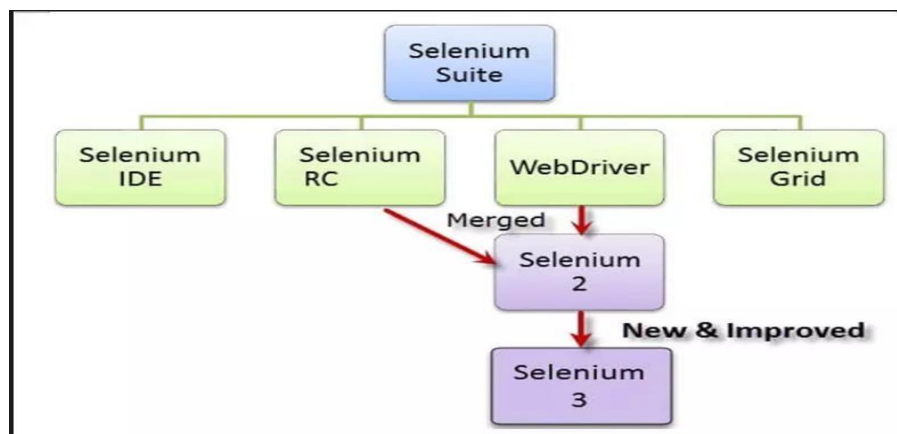 Selenium
Suite
Selenium
IDE
Selenium
RC
WebDriver
Selenium
Grid
Merged
Selenium
2
New & Improved
Selenium
3